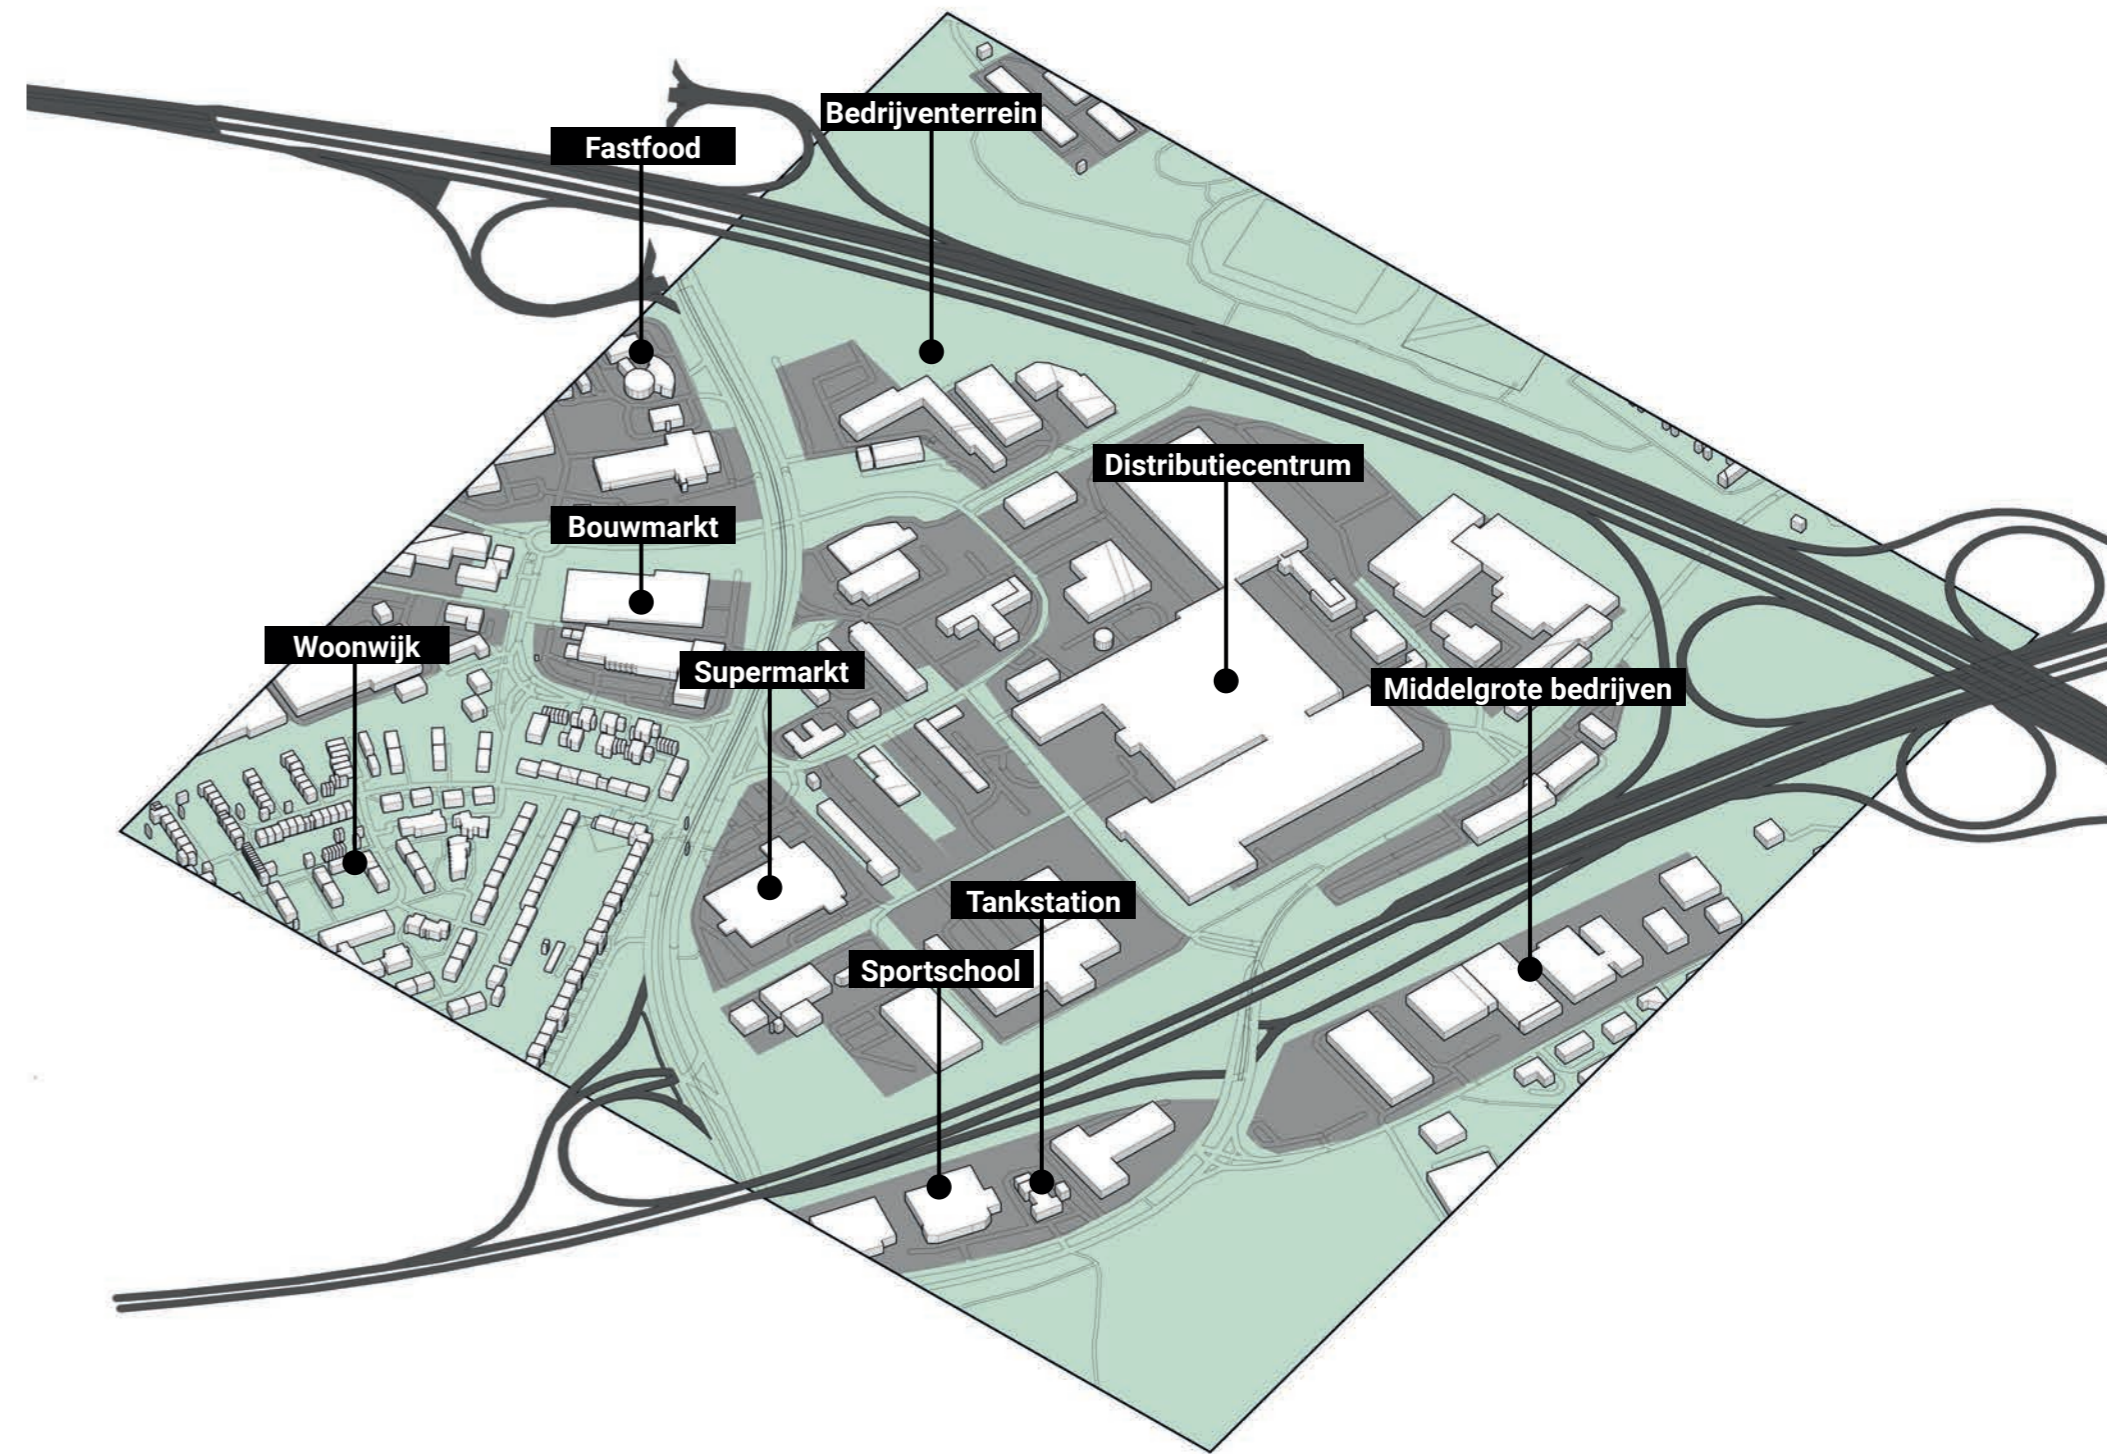 Bedrijventerrein
Fastfood
Distributiecentrum
Bouwmarkt
Woonwijk
Supermarkt
Middelgrote bedrijven
Tankstation
Sportschool